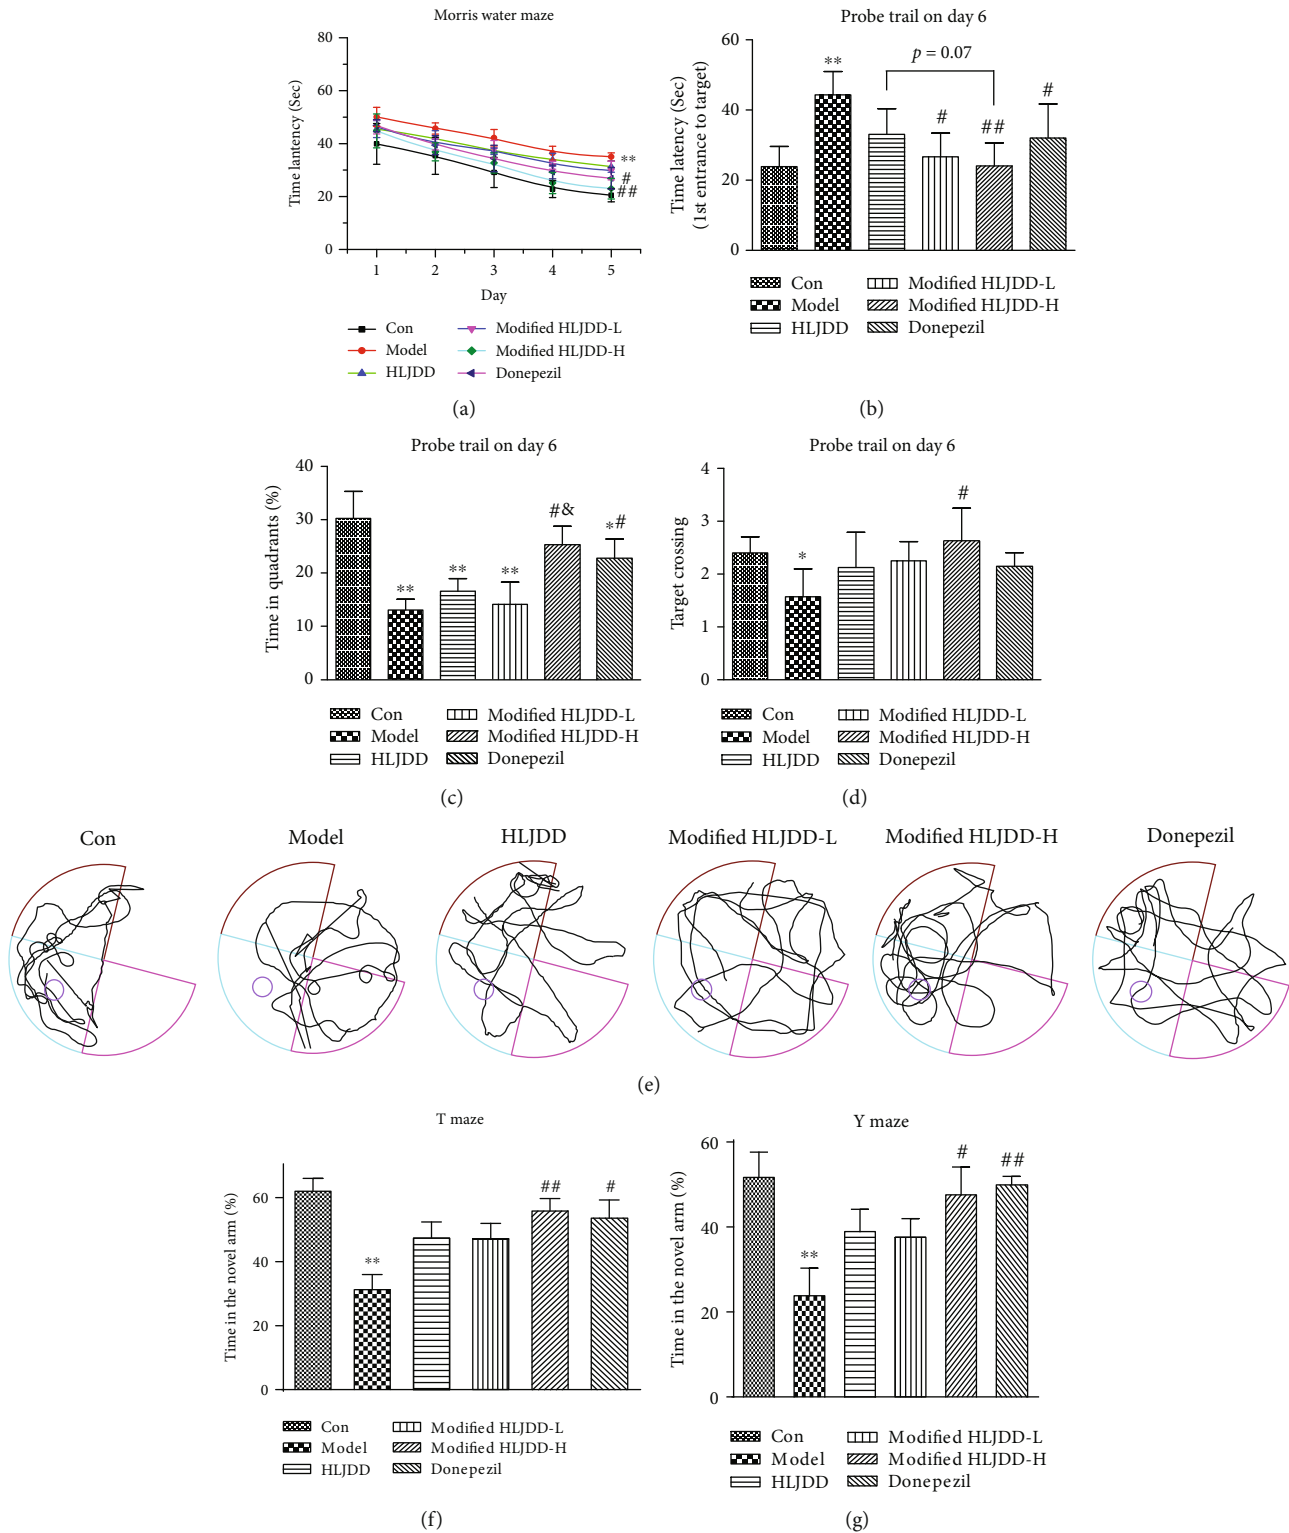 Morris water maze
Time lantency (Sec)
80
60
40
20
0
1 2 3 4 5
Day
**
#
##
Con
Model
HLJDD
Modified HLJDD-L
Modified HLJDD-H
Donepezil
(a)
Probe trail on day 6
Time latency (Sec)
(1st entrance to target)
60
40
20
0
**
p = 0.07
#
##
#
Con
Model
HLJDD
Modified HLJDD-L
Modified HLJDD-H
Donepezil
(b)
Probe trail on day 6
Time in quadrants (%)
40
30
20
10
0
**
**
**
#&
*#
Con
Model
HLJDD
Modified HLJDD-L
Modified HLJDD-H
Donepezil
(c)
Probe trail on day 6
Target crossing
4
3
2
1
0
*
#
Con
Model
HLJDD
Modified HLJDD-L
Modified HLJDD-H
Donepezil
(d)
Con
Model
HLJDD
Modified HLJDD-L
Modified HLJDD-H
Donepezil
(e)
T maze
Time in the novel arm (%)
60
40
20
0
**
##
#
Con
Model
HLJDD
Modified HLJDD-L
Modified HLJDD-H
Donepezil
(f)
Y maze
Time in the novel arm (%)
60
40
20
0
**
#
##
Con
Model
HLJDD
Modified HLJDD-L
Modified HLJDD-H
Donepezil
(g)